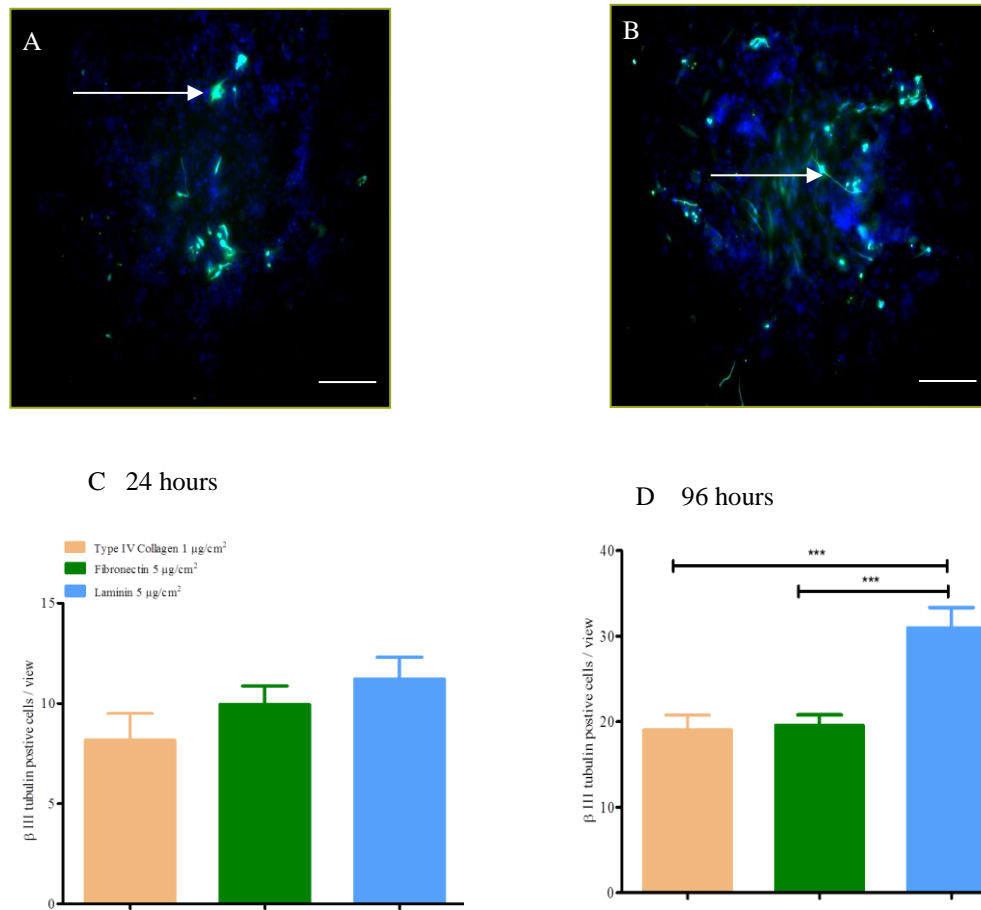 A
B
C 24 hours
D 96 hours
Type IV Collagen 1 µg/cm²
Fibronectin 5 µg/cm²
Laminin 5 µg/cm²
15
10
5
0
β III tubulin postive cells / view
40
30
20
10
0
β III tubulin postive cells / view
***
***